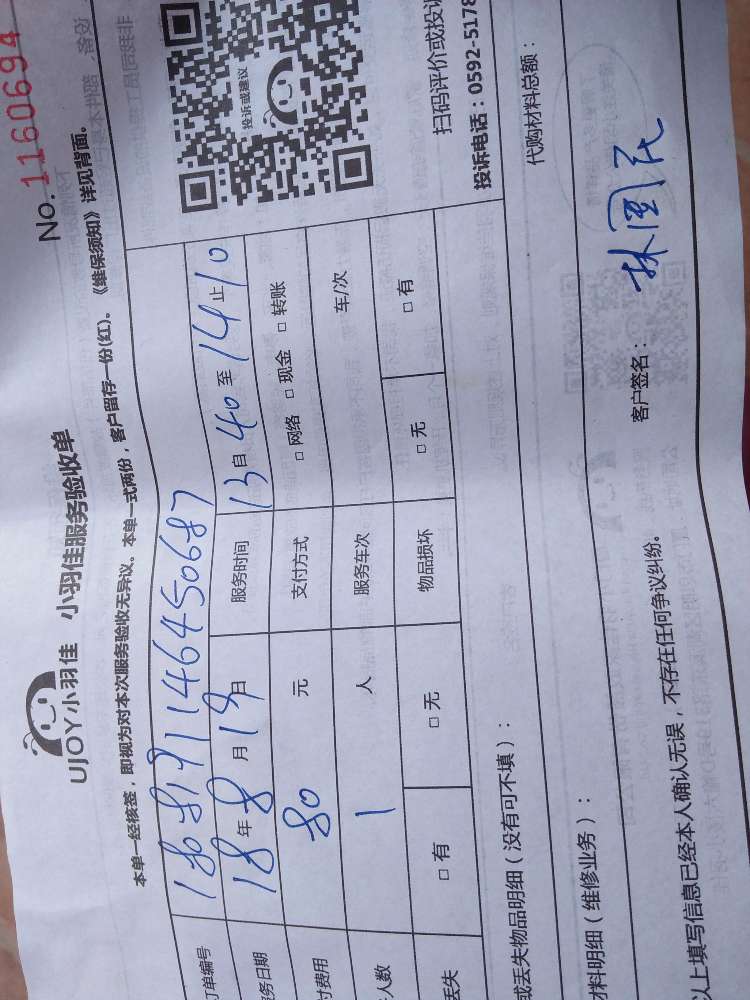 UJOY小羽佳 小羽佳服务验收单
No. 1160694
本单一经核签，即视为对本次服务验收无异议。本单一式两份，客户留存一份(红)。《维保须知》详见背面。
订单编号 180819114645068７
务日期 18年8月19日 服务时间 13自40至14止10
付费用 80元 支付方式 □网络 □现金 □转账
人数 1人 服务车次 车/次
丢失 □有 □无 物品损坏 □无 □有
投诉或建议
扫码评价或投诉
投诉电话：0592-5178
或丢失物品明细（没有可不填）：
代购材料总额：
材料明细（维修业务）：
以上填写信息已经本人确认无误，不存在任何争议纠纷。 客户签名：